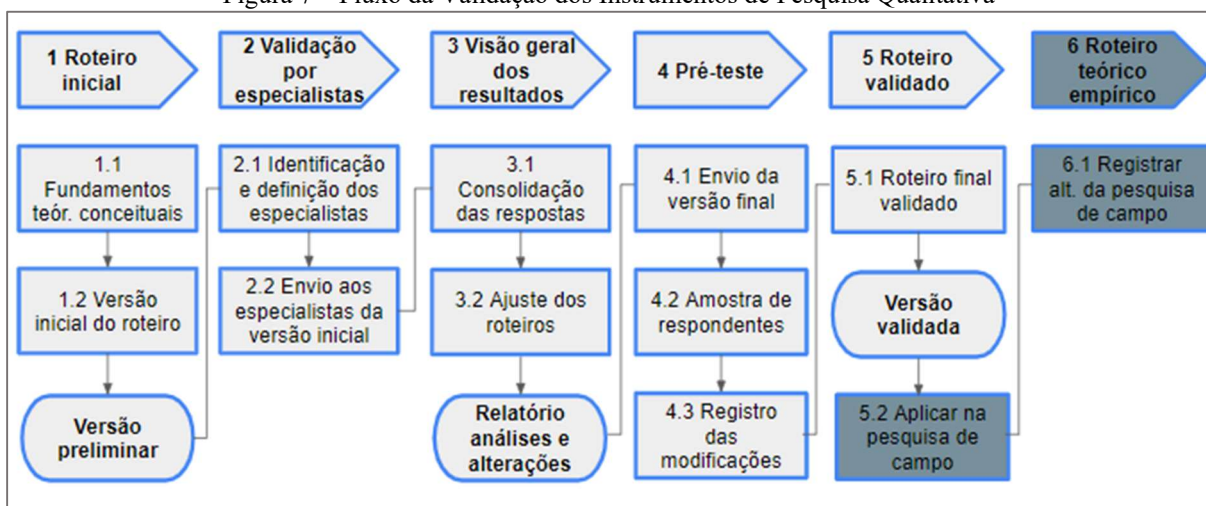 Figura 7 – Fluxo da Validação dos Instrumentos de Pesquisa Qualitativa
1 Roteiro
inicial
2 Validação
por
especialistas
3 Visão geral
dos
resultados
4 Pré-teste
5 Roteiro
validado
6 Roteiro
teórico
empírico
1.1
Fundamentos
teór. conceituais
2.1 Identificação
e definição dos
especialistas
3.1
Consolidação
das respostas
4.1 Envio da
versão final
5.1 Roteiro final
validado
6.1 Registrar
alt. da pesquisa
de campo
1.2 Versão
inicial do roteiro
2.2 Envio aos
especialistas da
versão inicial
3.2 Ajuste dos
roteiros
4.2 Amostra de
respondentes
Versão
validada
Versão
preliminar
Relatório
análises e
alterações
4.3 Registro
das
modificações
5.2 Aplicar na
pesquisa de
campo